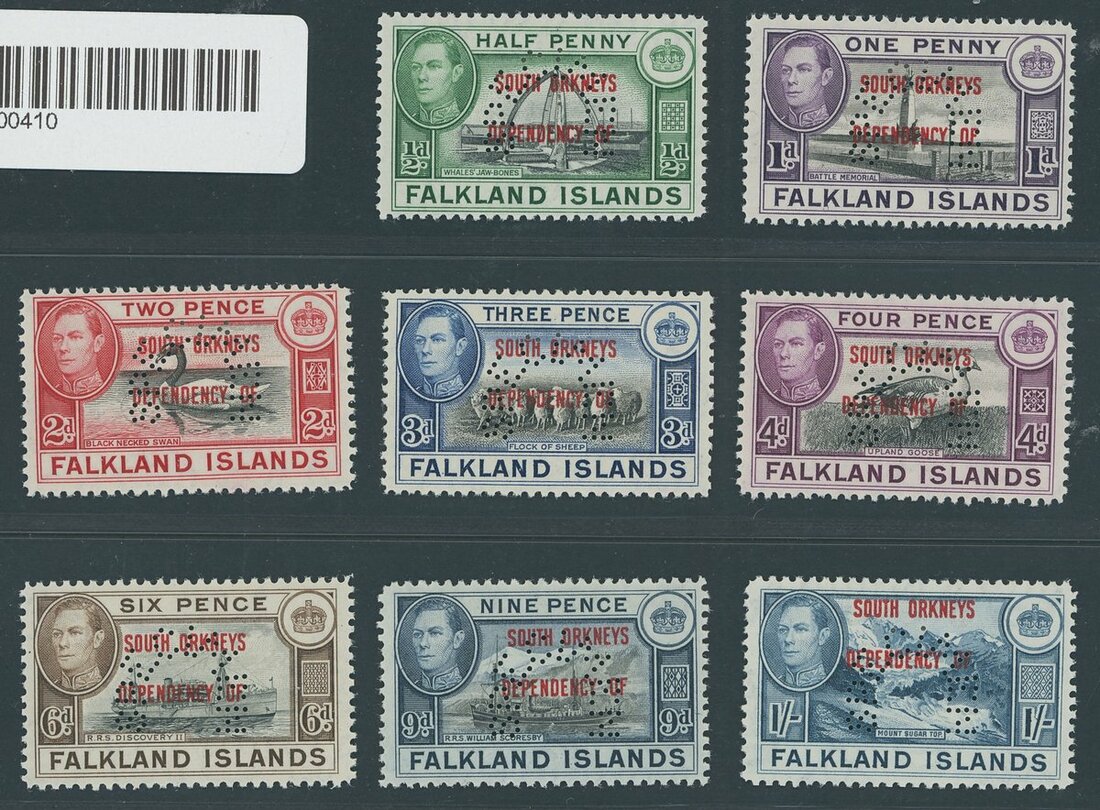 00410
HALF PENNY
SOUTH ORKNEYS
DEPENDENCY OF
WHALES' JAW-BONES
½d. ½d.
FALKLAND ISLANDS
ONE PENNY
SOUTH ORKNEYS
DEPENDENCY OF
BATTLE MEMORIAL
1d. 1d.
FALKLAND ISLANDS
TWO PENCE
SOUTH ORKNEYS
DEPENDENCY OF
BLACK NECKED SWAN
2d. 2d.
FALKLAND ISLANDS
THREE PENCE
SOUTH ORKNEYS
DEPENDENCY OF
FLOCK OF SHEEP
3d. 3d.
FALKLAND ISLANDS
FOUR PENCE
SOUTH ORKNEYS
DEPENDENCY OF
UPLAND GOOSE
4d. 4d.
FALKLAND ISLANDS
SIX PENCE
SOUTH ORKNEYS
DEPENDENCY OF
R.R.S. DISCOVERY II
6d 6d
FALKLAND ISLANDS
NINE PENCE
SOUTH ORKNEYS
DEPENDENCY OF
R.R.S. WILLIAM SCORESBY
9d 9d
FALKLAND ISLANDS
SOUTH ORKNEYS
DEPENDENCY OF
MOUNT SUGAR TOP.
1/- 1/-
FALKLAND ISLANDS